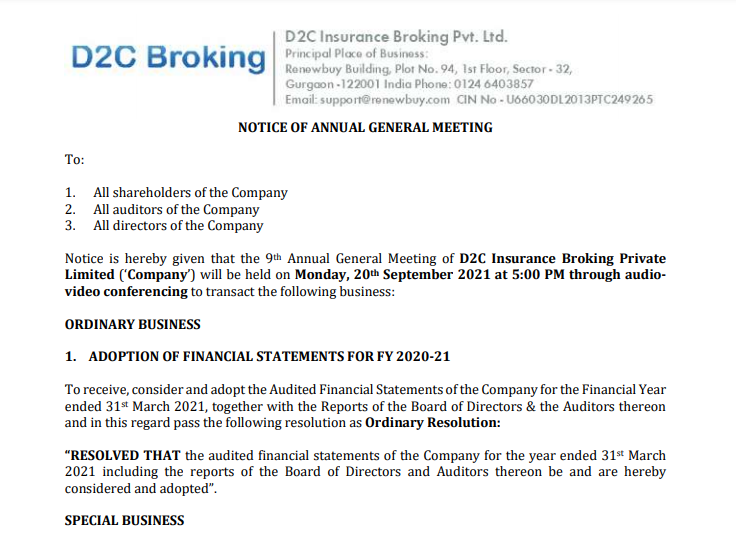 D2C Broking
D2C Insurance Broking Pvt. Ltd.
Principal Place of Business:
Renewbuy Building, Plot No. 94, 1st Floor, Sector - 32,
Gurgaon -122001 India Phone: 0124 6403857
Email: support@renewbuy.com CIN No - U66030DL2013PTC249265
NOTICE OF ANNUAL GENERAL MEETING
To:
1. All shareholders of the Company
2. All auditors of the Company
3. All directors of the Company
Notice is hereby given that the 9th Annual General Meeting of D2C Insurance Broking Private
Limited (‘Company’) will be held on Monday, 20th September 2021 at 5:00 PM through audio-
video conferencing to transact the following business:
ORDINARY BUSINESS
1. ADOPTION OF FINANCIAL STATEMENTS FOR FY 2020-21
To receive, consider and adopt the Audited Financial Statements of the Company for the Financial Year
ended 31st March 2021, together with the Reports of the Board of Directors & the Auditors thereon
and in this regard pass the following resolution as Ordinary Resolution:
“RESOLVED THAT the audited financial statements of the Company for the year ended 31st March
2021 including the reports of the Board of Directors and Auditors thereon be and are hereby
considered and adopted”.
SPECIAL BUSINESS